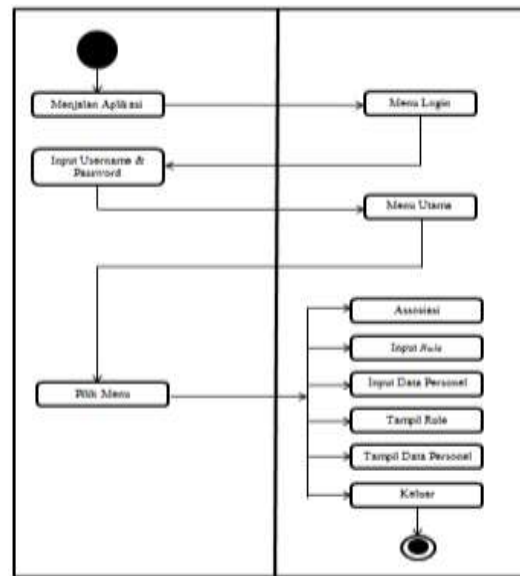 Menjalan Aplikasi
Menu Login
Input Username &
Password
Menu Utama
Assosiasi
Input Rule
Pilih Menu
Input Data Personel
Tampil Rule
Tampil Data Personel
Keluar